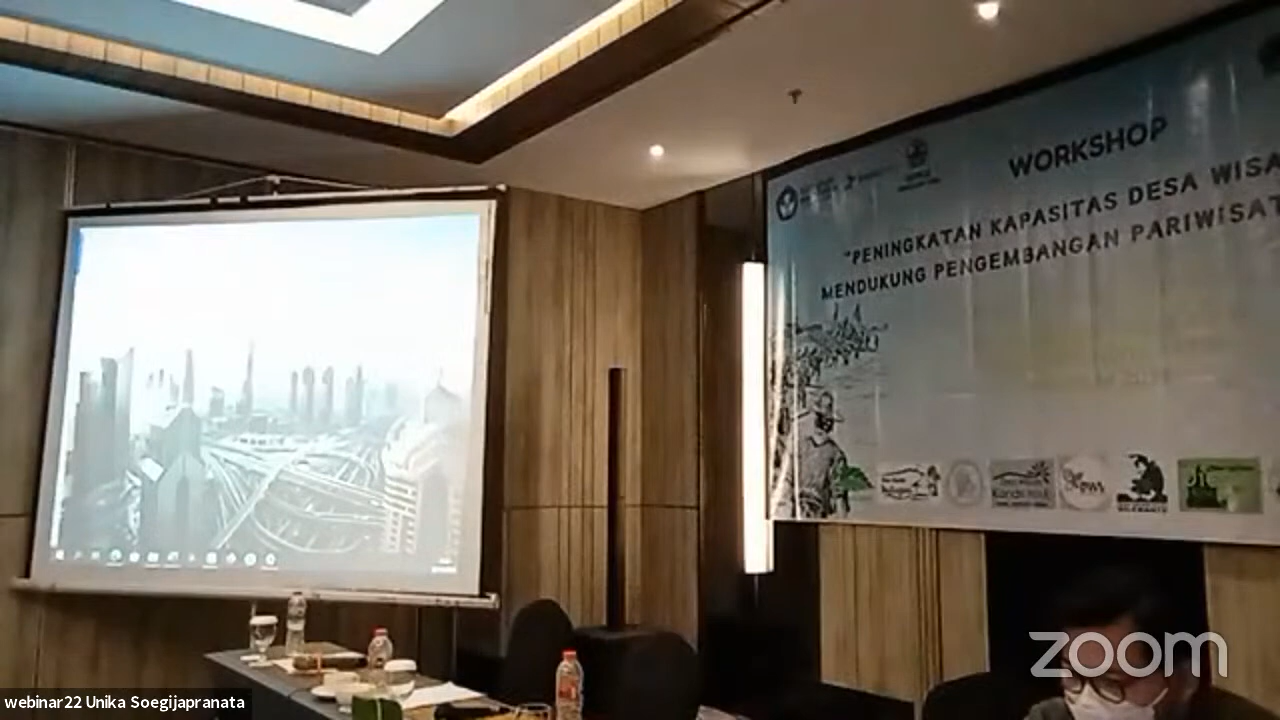 WORKSHOP
"PENINGKATAN KAPASITAS DESA WISA
MENDUKUNG PENGEMBANGAN PARIWISAT
zoom
webinar22 Unika Soegijapranata